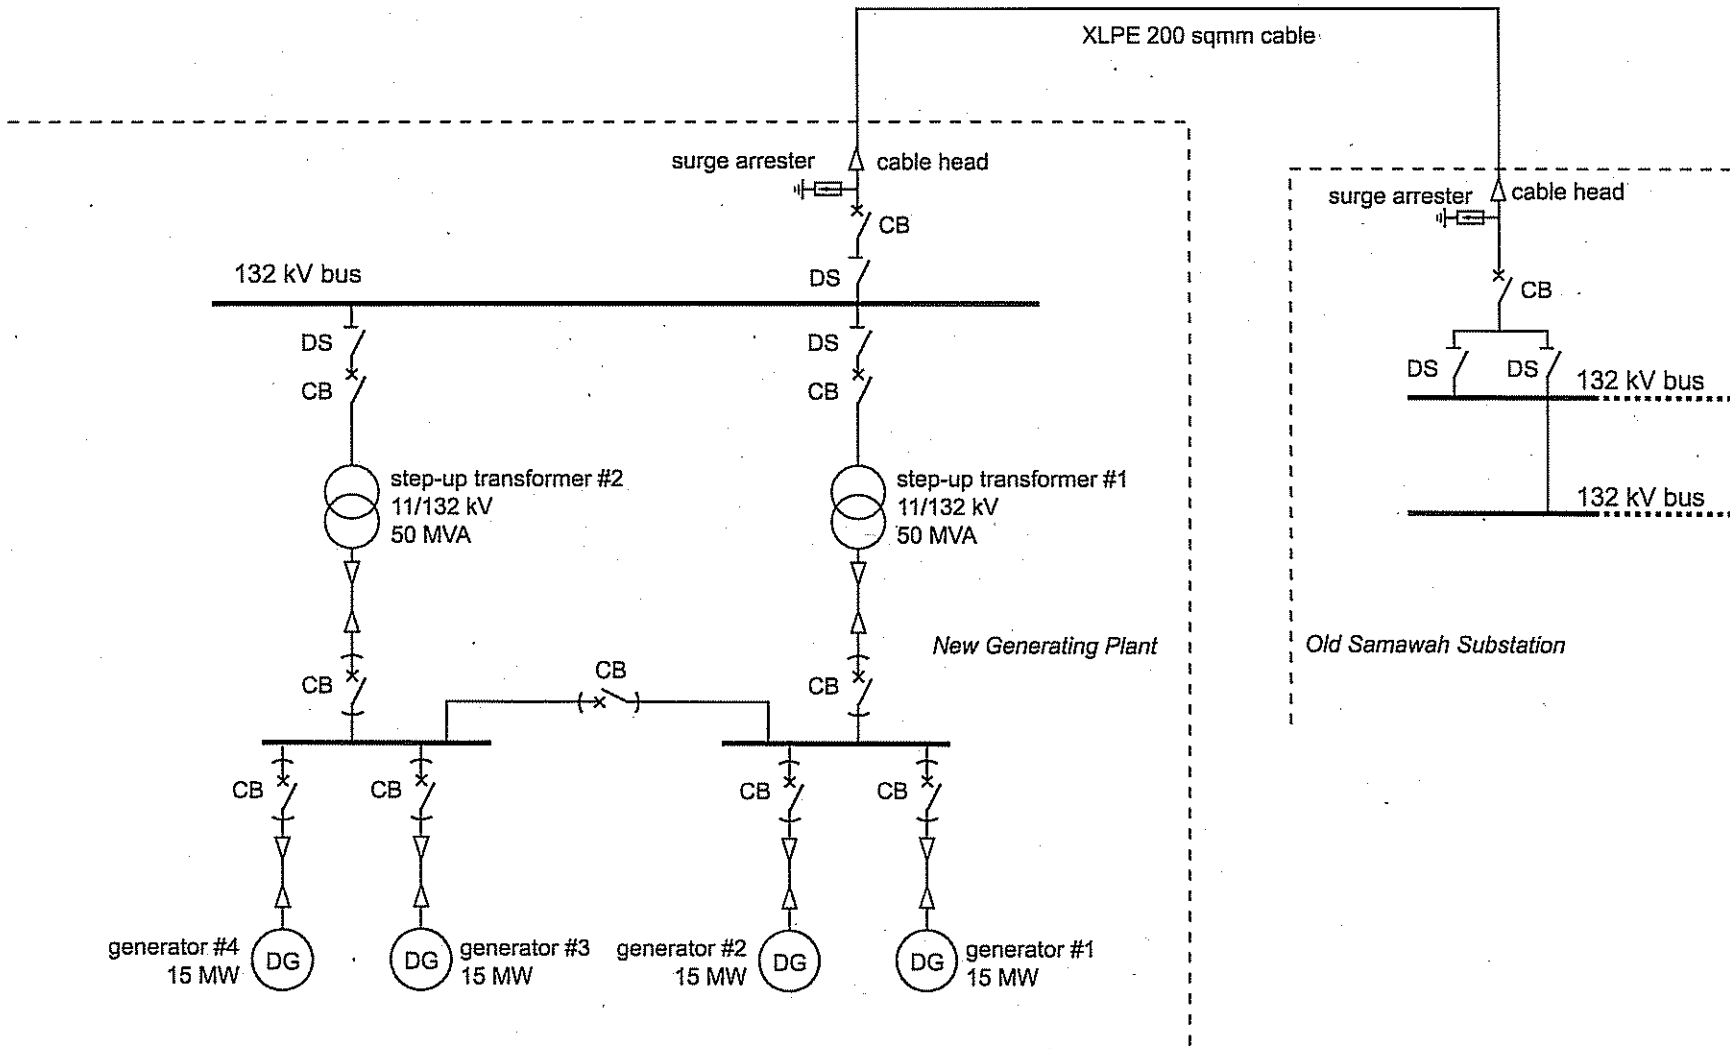 XLPE 200 sqmm cable
surge arrester
cable head
CB
DS
132 kV bus
DS
CB
DS
CB
step-up transformer #2
11/132 kV
50 MVA
step-up transformer #1
11/132 kV
50 MVA
CB
CB
CB
New Generating Plant
CB
CB
CB
CB
generator #4
15 MW
DG
DG
generator #3
15 MW
generator #2
15 MW
DG
DG
generator #1
15 MW
surge arrester
cable head
CB
DS
DS
132 kV bus
132 kV bus
Old Samawah Substation